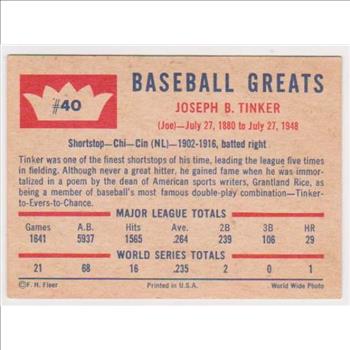 #40
BASEBALL GREATS
JOSEPH B. TINKER
(Joe)—July 27, 1880 to July 27, 1948
Shortstop—Chi—Cin (NL)—1902-1916, batted right
Tinker was one of the finest shortstops of his time, leading the league five times
in fielding. Although never a great hitter, he gained fame when he was immor-
talized in a poem by the dean of American sports writers, Grantland Rice, as
being a member of baseball's most famous double-play combination—Tinker-
to-Evers-to-Chance.
MAJOR LEAGUE TOTALS
Games A.B. Hits Avg. 2B 3B HR
1641 5937 1565 .264 239 106 29
WORLD SERIES TOTALS
21 68 16 .235 2 0 1
© F. H. Fleer Printed in U.S.A. World Wide Photo